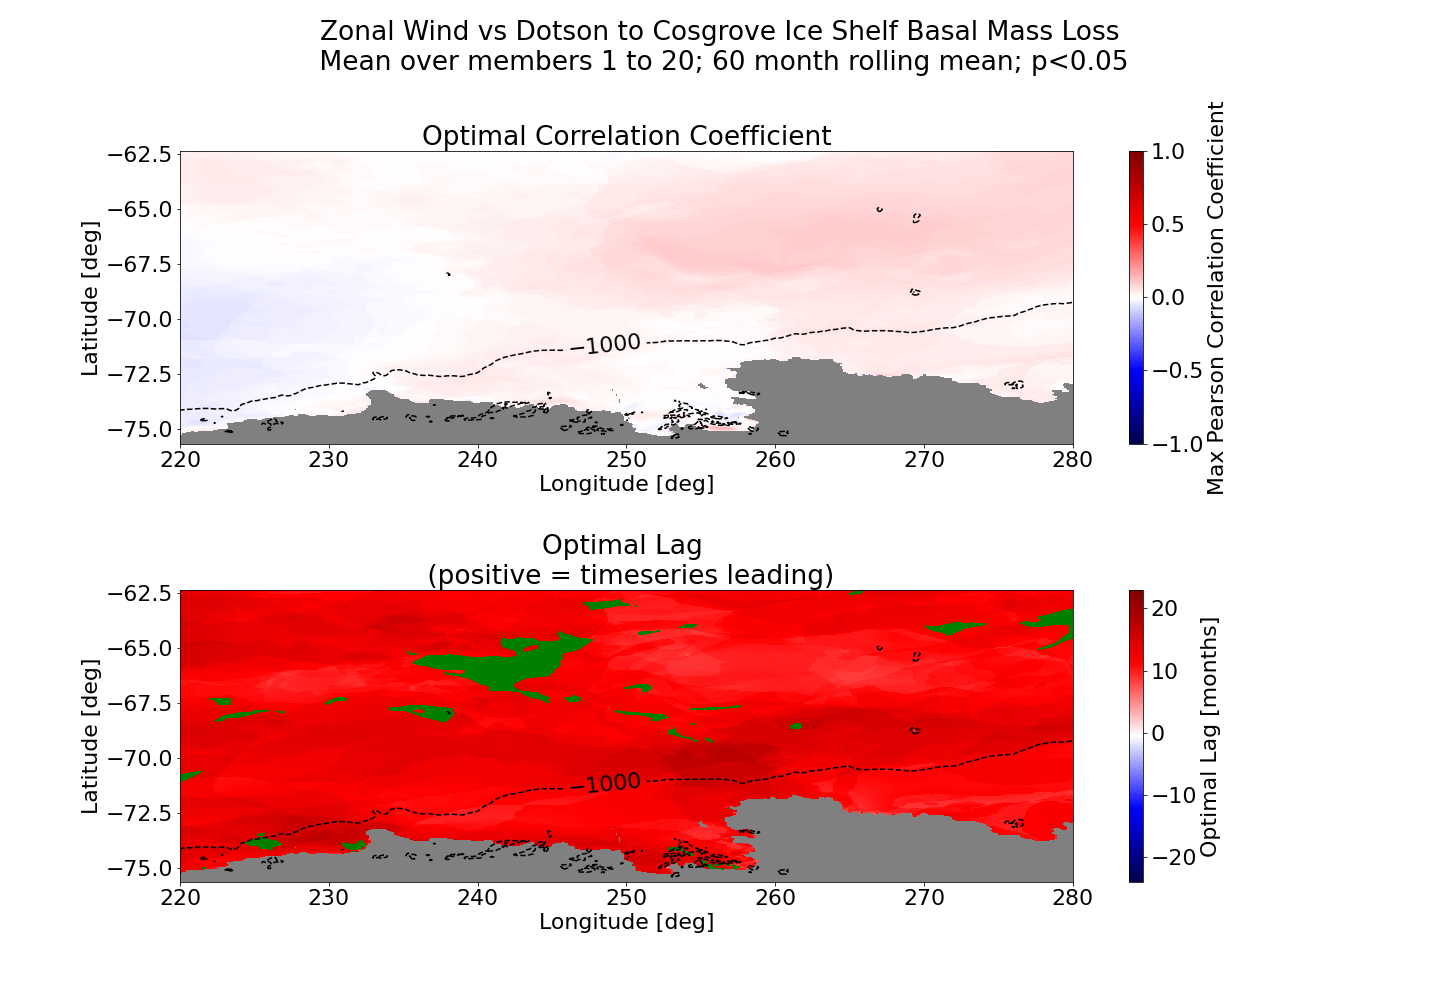 Zonal Wind vs Dotson to Cosgrove Ice Shelf Basal Mass Loss
Mean over members 1 to 20; 60 month rolling mean; p<0.05
Optimal Correlation Coefficient
−62.5
−65.0
−67.5
−70.0
−72.5
−75.0
Latitude [deg]
−1000
220 230 240 250 260 270 280
Longitude [deg]
1.0
0.5
0.0
−0.5
−1.0
Max Pearson Correlation Coefficient
Optimal Lag
(positive = timeseries leading)
−62.5
−65.0
−67.5
−70.0
−72.5
−75.0
Latitude [deg]
−1000
220 230 240 250 260 270 280
Longitude [deg]
20
10
0
−10
−20
Optimal Lag [months]